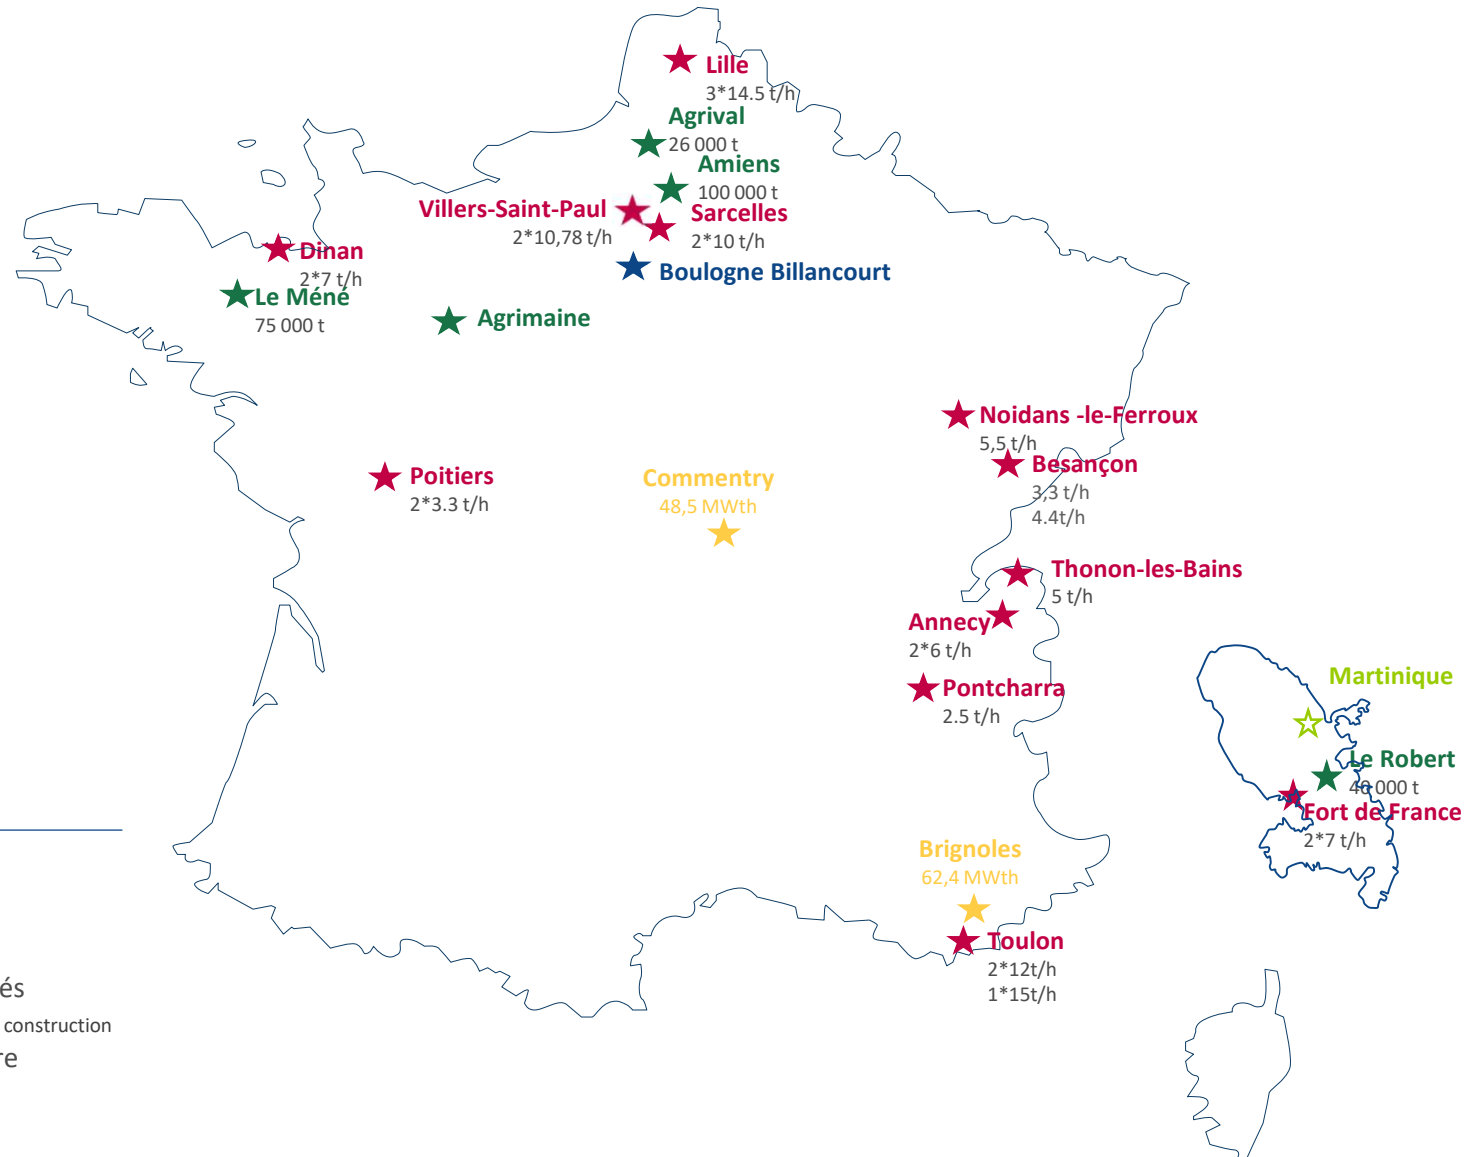 Lille
3*14.5 t/h
Agrival
26 000 t
Amiens
100 000 t
Villers-Saint-Paul
2*10,78 t/h
Sarcelles
2*10 t/h
Boulogne Billancourt
Dinan
2*7 t/h
Le Méné
75 000 t
Agrimaine
Noidans -le-Ferroux
5,5 t/h
Besançon
3,3 t/h
4.4t/h
Poitiers
2*3.3 t/h
Commentry
48,5 MWth
Thonon-les-Bains
5 t/h
Annecy
2*6 t/h
Pontcharra
2.5 t/h
Martinique
Le Robert
40 000 t
Fort de France
2*7 t/h
Brignoles
62,4 MWth
Toulon
2*12t/h
1*15t/h
és
construction
re